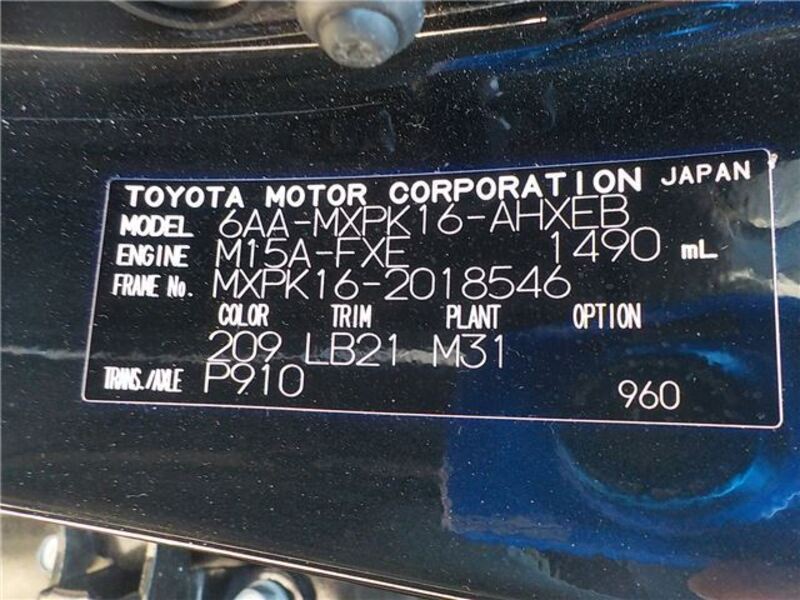 TOYOTA MOTOR CORPORATION JAPAN
MODEL 6AA-MXPK16-AHXEB
ENGINE M15A-FXE 1490 mL
FRAME No. MXPK16-2018546
COLOR TRIM PLANT OPTION
209 LB21 M31
TRANS./AXLE P910
960